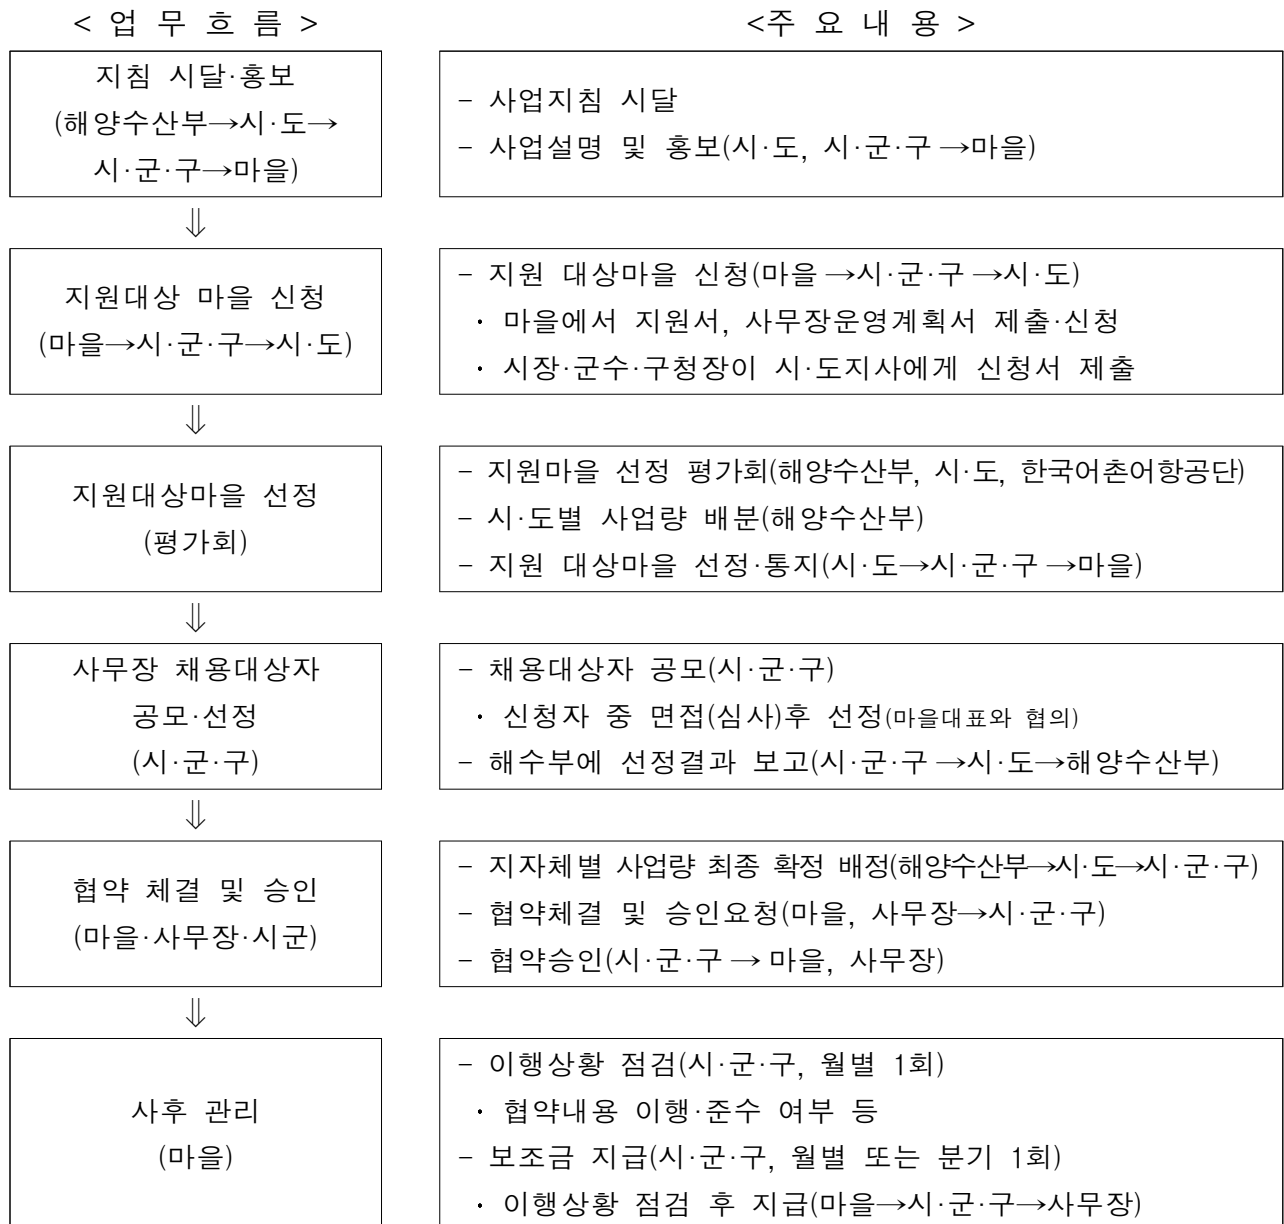 < 업 무 흐 름 >
<주 요 내 용 >
지침 시달·홍보
(해양수산부→시·도→
시·군·구→마을)
- 사업지침 시달
- 사업설명 및 홍보(시·도, 시·군·구→마을)
⇓
지원대상 마을 신청
(마을→시·군·구→시·도)
- 지원 대상마을 신청(마을→시·군·구→시·도)
· 마을에서 지원서, 사무장운영계획서 제출·신청
· 시장·군수·구청장이 시·도지사에게 신청서 제출
⇓
지원대상마을 선정
(평가회)
- 지원마을 선정 평가회(해양수산부, 시·도, 한국어촌어항공단)
- 시·도별 사업량 배분(해양수산부)
- 지원 대상마을 선정·통지(시·도→시·군·구→마을)
⇓
사무장 채용대상자
공모·선정
(시·군·구)
- 채용대상자 공모(시·군·구)
· 신청자 중 면접(심사)후 선정(마을대표와 협의)
- 해수부에 선정결과 보고(시·군·구→시·도→해양수산부)
⇓
협약 체결 및 승인
(마을·사무장·시군)
- 지자체별 사업량 최종 확정 배정(해양수산부→시·도→시·군·구)
- 협약체결 및 승인요청(마을, 사무장→시·군·구)
- 협약승인(시·군·구→ 마을, 사무장)
⇓
사후 관리
(마을)
- 이행상황 점검(시·군·구, 월별 1회)
· 협약내용 이행·준수 여부 등
- 보조금 지급(시·군·구, 월별 또는 분기 1회)
· 이행상황 점검 후 지급(마을→시·군·구→사무장)